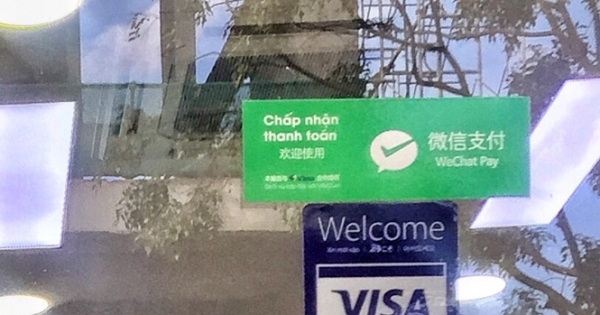 Chấp nhận
thanh toán
欢迎使用
微信支付
WeChat Pay
Welcome
VISA